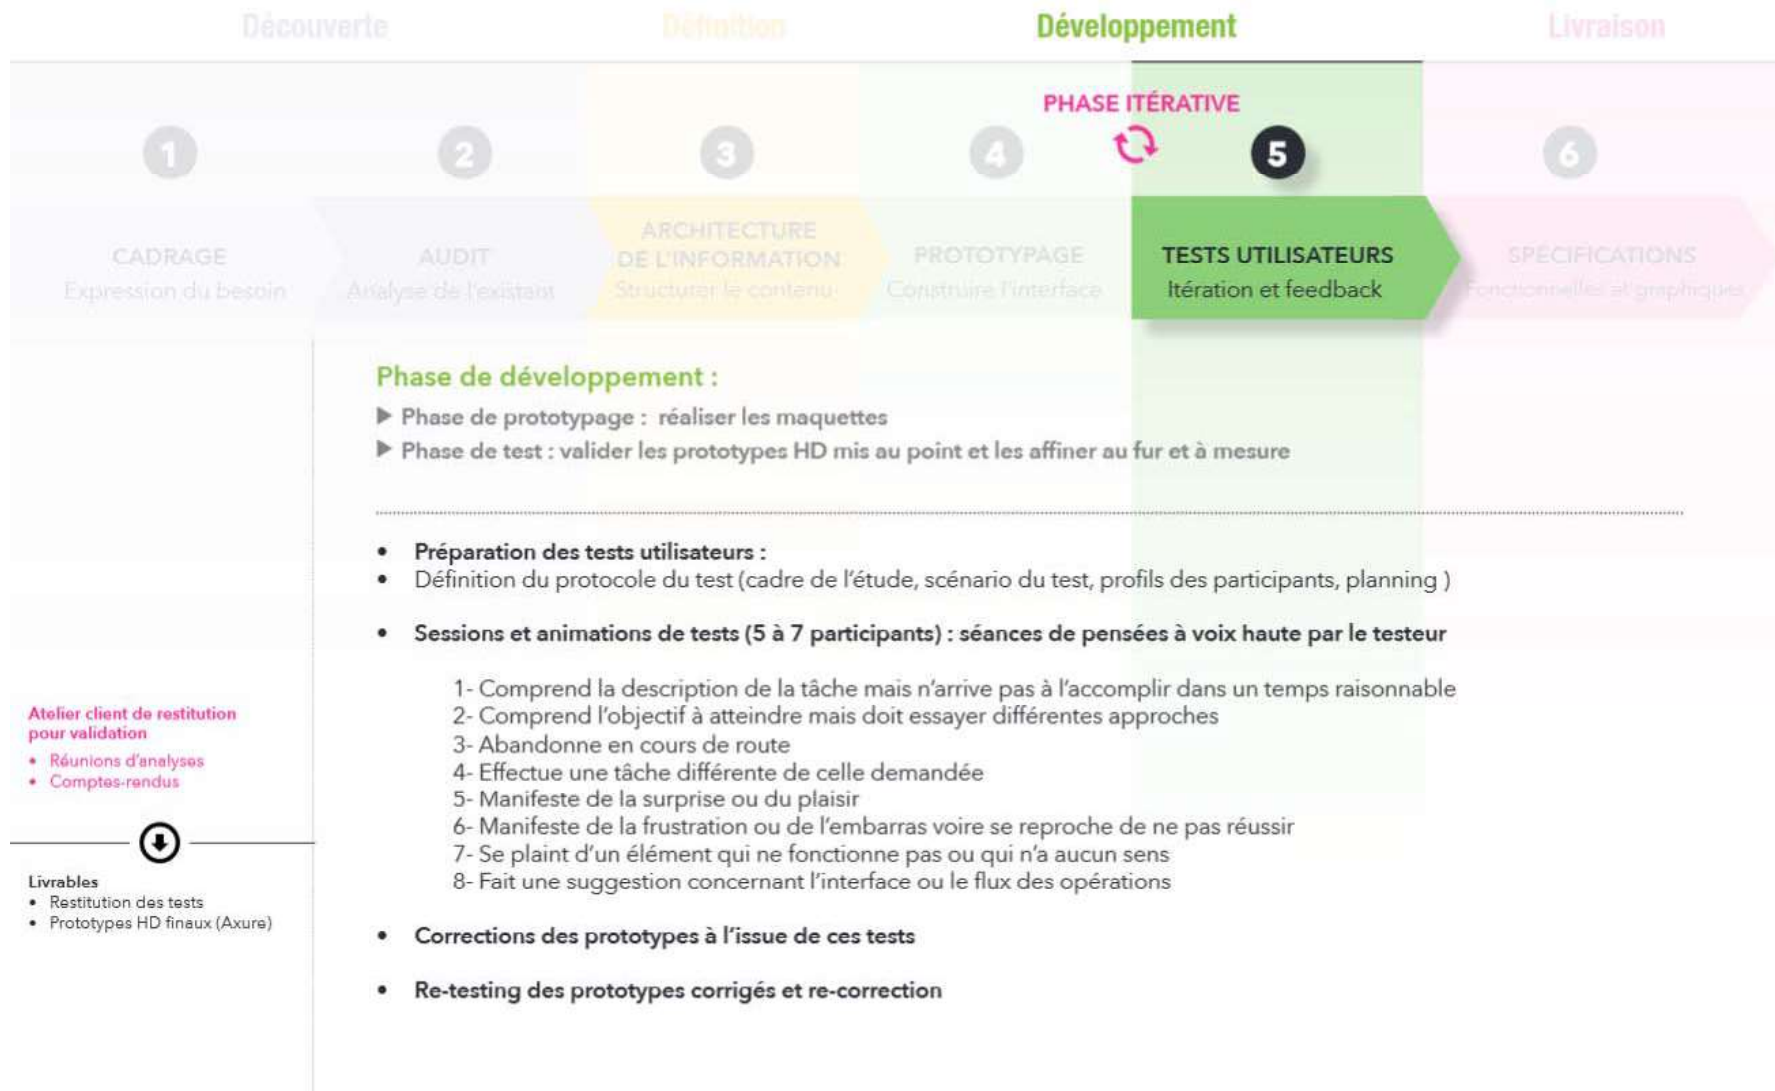 Découverte
Définition
Développement
Livraison
PHASE ITÉRATIVE
1
2
3
4
5
6
CADRAGE
Expression du besoin
AUDIT
Analyse de l'existant
ARCHITECTURE
DE L'INFORMATION
Structurer le contenu
PROTOTYPAGE
Construire l'interface
TESTS UTILISATEURS
Itération et feedback
SPÉCIFICATIONS
Fonctionnelles et graphiques
Phase de développement :
▶ Phase de prototypage : réaliser les maquettes
▶ Phase de test : valider les prototypes HD mis au point et les affiner au fur et à mesure
• Préparation des tests utilisateurs :
• Définition du protocole du test (cadre de l'étude, scénario du test, profils des participants, planning )
• Sessions et animations de tests (5 à 7 participants) : séances de pensées à voix haute par le testeur
1- Comprend la description de la tâche mais n'arrive pas à l'accomplir dans un temps raisonnable
2- Comprend l'objectif à atteindre mais doit essayer différentes approches
3- Abandonne en cours de route
4- Effectue une tâche différente de celle demandée
5- Manifeste de la surprise ou du plaisir
6- Manifeste de la frustration ou de l'embarras voire se reproche de ne pas réussir
7- Se plaint d'un élément qui ne fonctionne pas ou qui n'a aucun sens
8- Fait une suggestion concernant l'interface ou le flux des opérations
• Corrections des prototypes à l'issue de ces tests
• Re-testing des prototypes corrigés et re-correction
Atelier client de restitution
pour validation
• Réunions d'analyses
• Comptes-rendus
Livrables
• Restitution des tests
• Prototypes HD finaux (Axure)